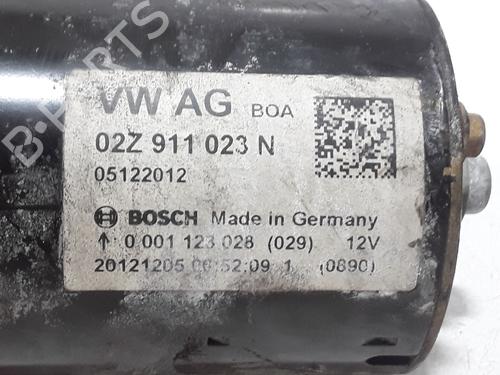 VW AG BOA
02Z 911 023 N
05122012
BOSCH Made in Germany
0 001 123 028 (029) 12V
20121205 06:52:09 1 (0890)
B-PARTS